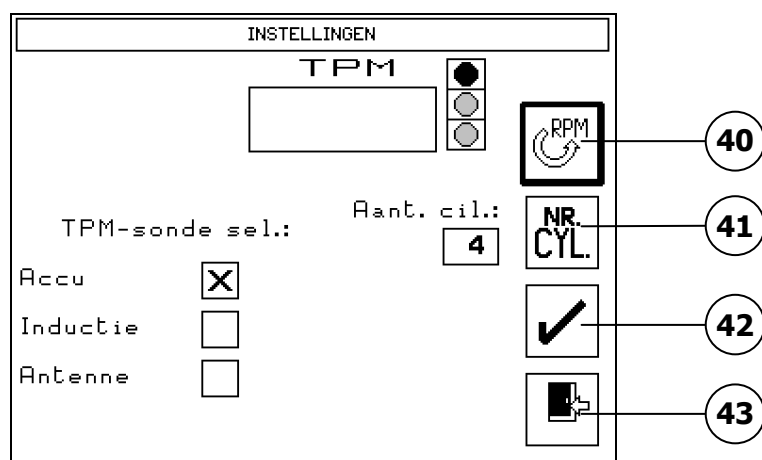 INSTELLINGEN
TPM
RPM
40
Aant. cil.:
TPM-sonde sel.:
4
NR.
CYL.
41
Accu X
Inductie
42
Antenne
43